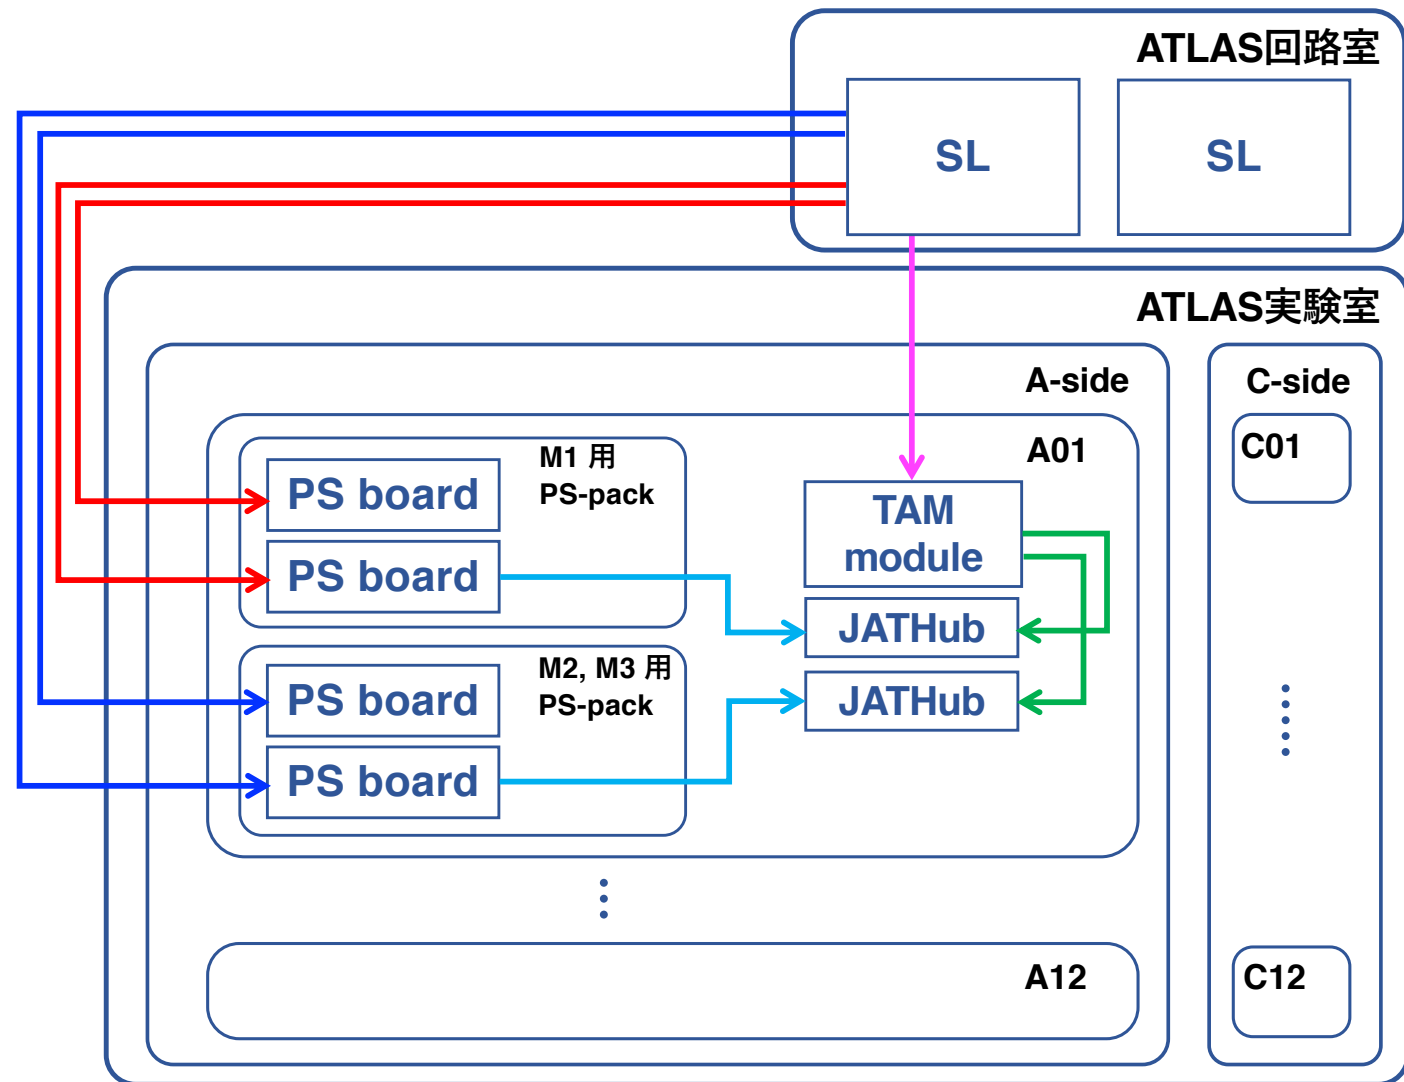 ATLAS回路室
SL
SL
ATLAS実験室
A-side
C-side
A01
C01
M1 用
PS-pack
PS board
PS board
TAM
module
JATHub
M2, M3 用
PS-pack
PS board
PS board
JATHub
A12
C12